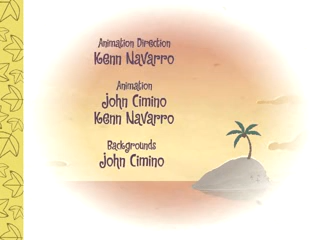 Animation Direction
Kenn Navarro
Animation
John Cimino
Kenn Navarro
Backgrounds
John Cimino